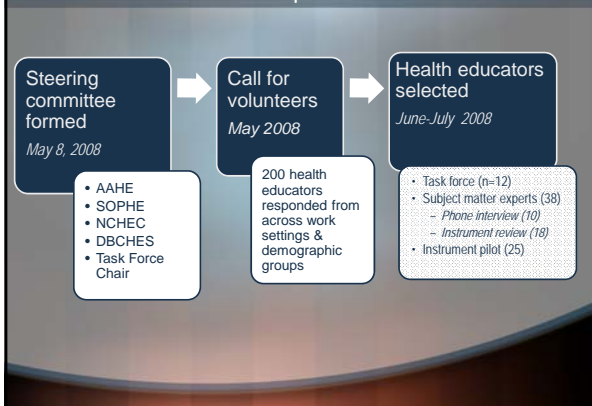 Steering
committee
formed
May 8, 2008
• AAHE
• SOPHE
• NCHEC
• DBCHES
• Task Force
Chair
Call for
volunteers
May 2008
200 health
educators
responded from
across work
settings &
demographic
groups
Health educators
selected
June-July 2008
• Task force (n=12)
• Subject matter experts (38)
– Phone interview (10)
– Instrument review (18)
• Instrument pilot (25)